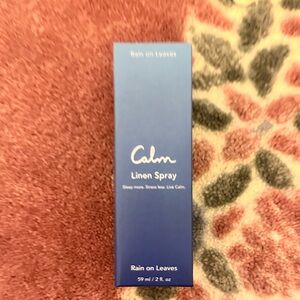 Rain on Leaves
Calm
Linen Spray
Sleep more. Stress less. Live Calm.
Rain on Leaves
59 ml / 2 fl. oz